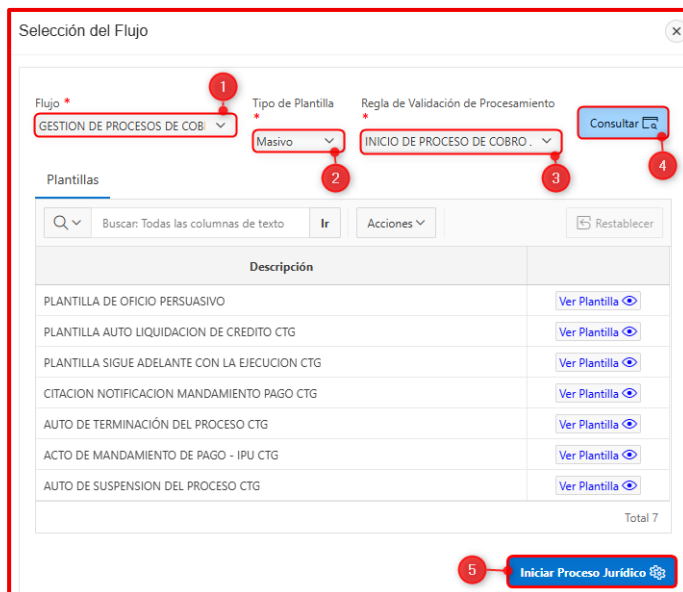 Selección del Flujo
1
Flujo *
Tipo de Plantilla *
Regla de Validación de Procesamiento *
GESTION DE PROCESOS DE COB
Masivo
INICIO DE PROCESO DE COBRO .
Consultar
2
3
4
Plantillas
Buscar: Todas las columnas de texto
Ir
Acciones
Restablecer
Descripción
PLANTILLA DE OFICIO PERSUASIVO Ver Plantilla
PLANTILLA AUTO LIQUIDACION DE CREDITO CTG Ver Plantilla
PLANTILLA SIGUE ADELANTE CON LA EJECUCION CTG Ver Plantilla
CITACION NOTIFICACION MANDAMIENTO PAGO CTG Ver Plantilla
AUTO DE TERMINACIÓN DEL PROCESO CTG Ver Plantilla
ACTO DE MANDAMIENTO DE PAGO - IPU CTG Ver Plantilla
AUTO DE SUSPENSION DEL PROCESO CTG Ver Plantilla
Total 7
5
Iniciar Proceso Jurídico